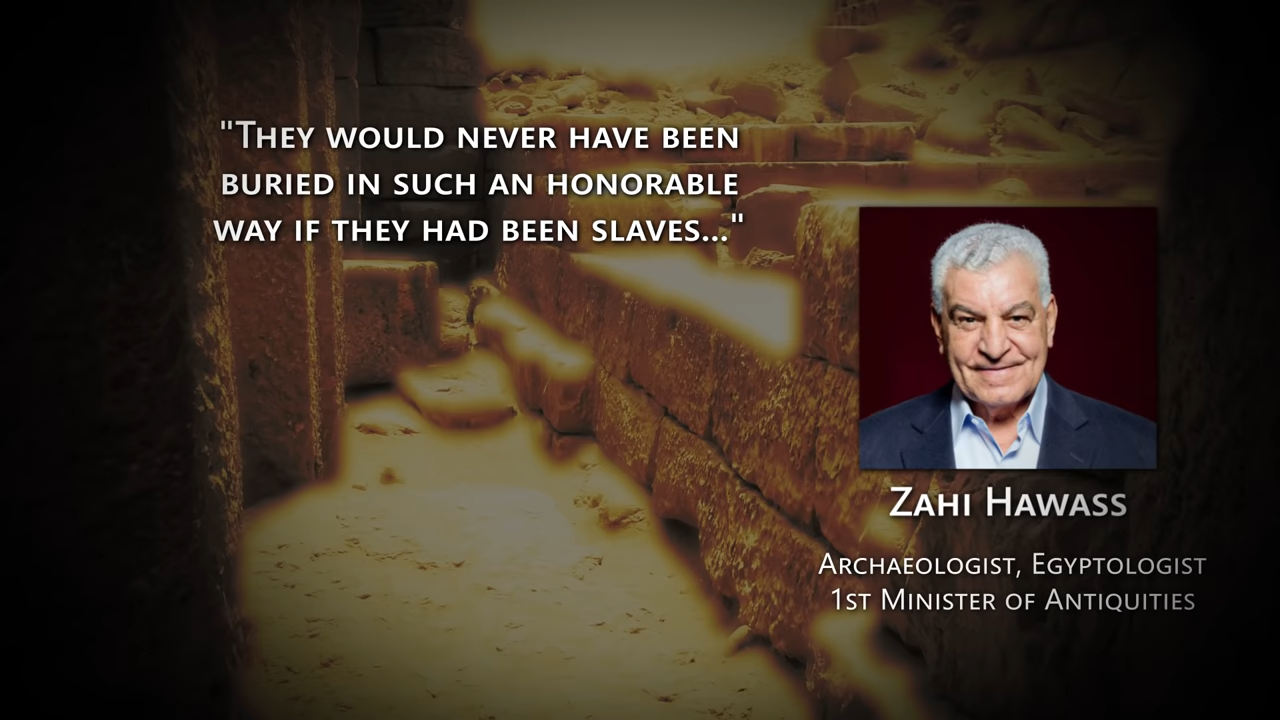 "They would never have been
buried in such an honorable
way if they had been slaves..."
Zahi Hawass
Archaeologist, Egyptologist
1st Minister of Antiquities